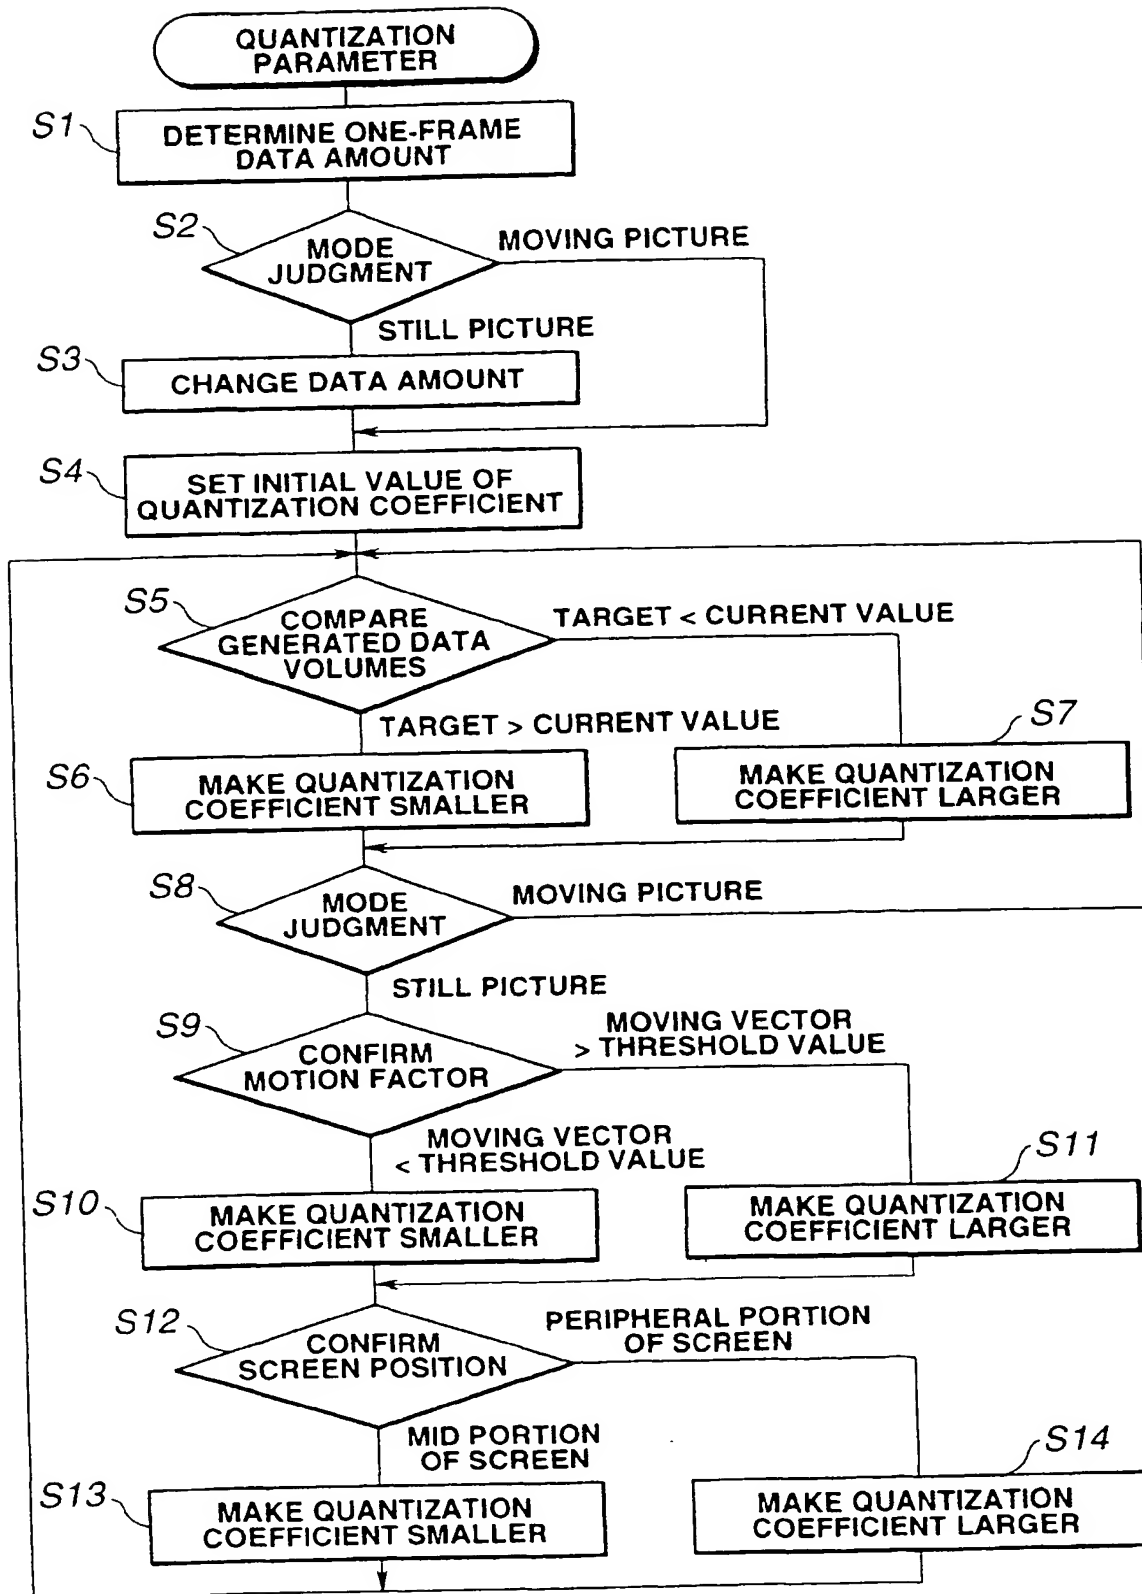 QUANTIZATION
PARAMETER
S1
DETERMINE ONE-FRAME
DATA AMOUNT
S2
MODE
JUDGMENT
MOVING PICTURE
STILL PICTURE
S3
CHANGE DATA AMOUNT
S4
SET INITIAL VALUE OF
QUANTIZATION COEFFICIENT
S5
COMPARE
GENERATED DATA
VOLUMES
TARGET < CURRENT VALUE
TARGET > CURRENT VALUE
S6
MAKE QUANTIZATION
COEFFICIENT SMALLER
S7
MAKE QUANTIZATION
COEFFICIENT LARGER
S8
MODE
JUDGMENT
MOVING PICTURE
STILL PICTURE
S9
CONFIRM
MOTION FACTOR
MOVING VECTOR
> THRESHOLD VALUE
MOVING VECTOR
< THRESHOLD VALUE
S10
MAKE QUANTIZATION
COEFFICIENT SMALLER
S11
MAKE QUANTIZATION
COEFFICIENT LARGER
S12
CONFIRM
SCREEN POSITION
PERIPHERAL PORTION
OF SCREEN
MID PORTION
OF SCREEN
S13
MAKE QUANTIZATION
COEFFICIENT SMALLER
S14
MAKE QUANTIZATION
COEFFICIENT LARGER